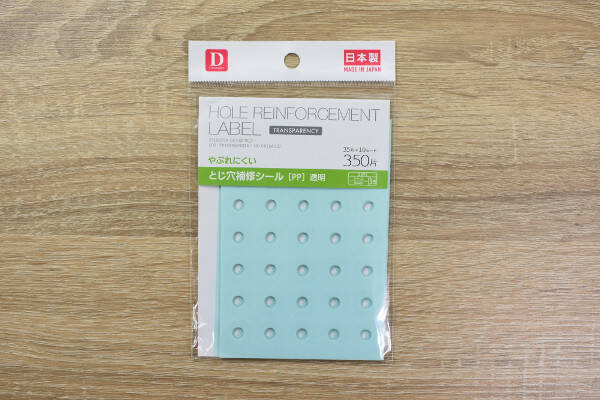 D
日本製
MADE IN JAPAN
HOLE REINFORCEMENT
LABEL TRANSPARENCY
35片×10シート
350片
やぶれにくい
とじ穴補修シール [PP] 透明